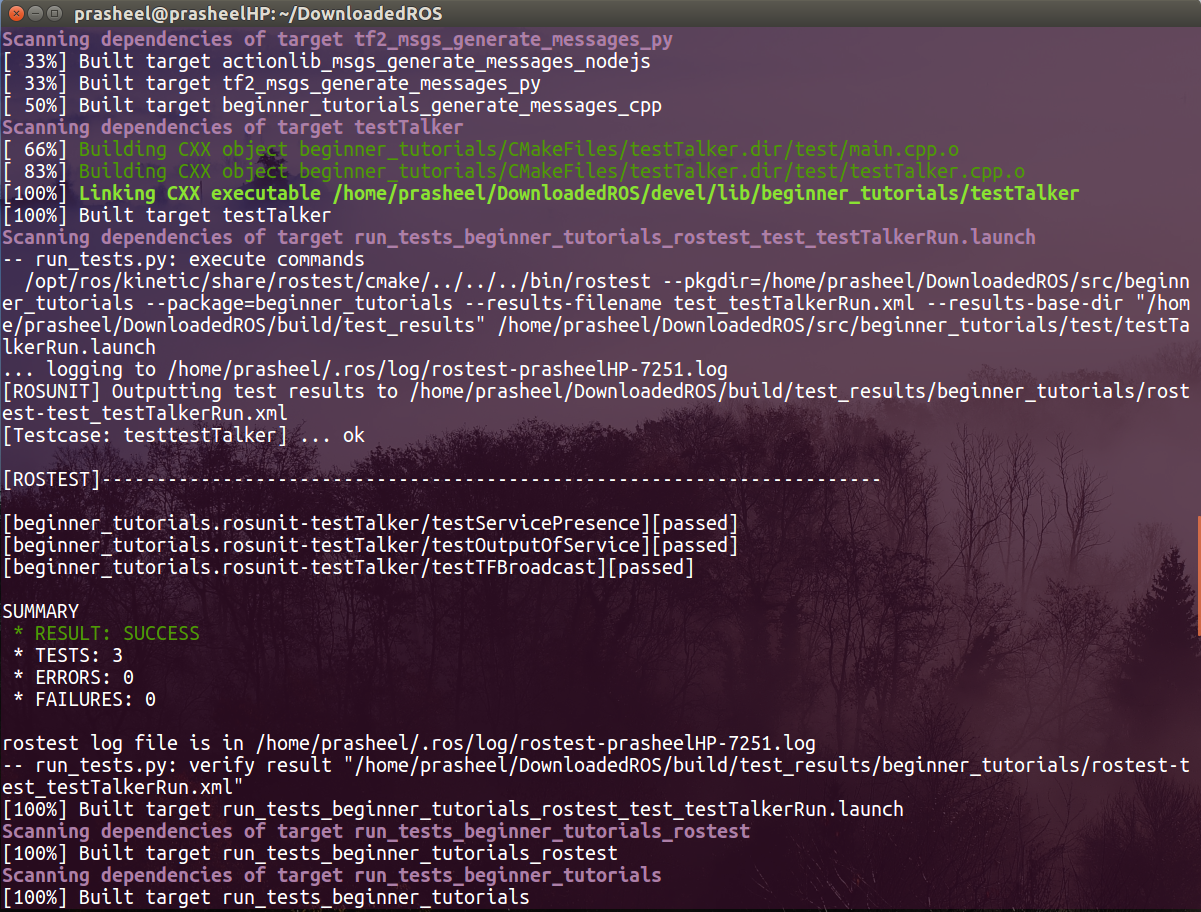 prasheel@prasheelHP: ~/DownloadedROS
Scanning dependencies of target tf2_msgs_generate_messages_py
[ 33%] Built target actionlib_msgs_generate_messages_nodejs
[ 33%] Built target tf2_msgs_generate_messages_py
[ 50%] Built target beginner_tutorials_generate_messages_cpp
Scanning dependencies of target testTalker
[ 66%] Building CXX object beginner_tutorials/CMakeFiles/testTalker.dir/test/main.cpp.o
[ 83%] Building CXX object beginner_tutorials/CMakeFiles/testTalker.dir/test/testTalker.cpp.o
[100%] Linking CXX executable /home/prasheel/DownloadedROS/devel/lib/beginner_tutorials/testTalker
[100%] Built target testTalker
Scanning dependencies of target run_tests_beginner_tutorials_rostest_test_testTalkerRun.launch
-- run_tests.py: execute commands
  /opt/ros/kinetic/share/rostest/cmake/../../../bin/rostest --pkgdir=/home/prasheel/DownloadedROS/src/beginn
er_tutorials --package=beginner_tutorials --results-filename test_testTalkerRun.xml --results-base-dir "/hom
e/prasheel/DownloadedROS/build/test_results" /home/prasheel/DownloadedROS/src/beginner_tutorials/test/testTa
lkerRun.launch
... logging to /home/prasheel/.ros/log/rostest-prasheelHP-7251.log
[ROSUNIT] Outputting test results to /home/prasheel/DownloadedROS/build/test_results/beginner_tutorials/rost
est-test_testTalkerRun.xml
[Testcase: testtestTalker] ... ok
[ROSTEST]-----------------------------------------------------------------------
[beginner_tutorials.rosunit-testTalker/testServicePresence][passed]
[beginner_tutorials.rosunit-testTalker/testOutputOfService][passed]
[beginner_tutorials.rosunit-testTalker/testTFBroadcast][passed]
SUMMARY
 * RESULT: SUCCESS
 * TESTS: 3
 * ERRORS: 0
 * FAILURES: 0
rostest log file is in /home/prasheel/.ros/log/rostest-prasheelHP-7251.log
-- run_tests.py: verify result "/home/prasheel/DownloadedROS/build/test_results/beginner_tutorials/rostest-t
est_testTalkerRun.xml"
[100%] Built target run_tests_beginner_tutorials_rostest_test_testTalkerRun.launch
Scanning dependencies of target run_tests_beginner_tutorials_rostest
[100%] Built target run_tests_beginner_tutorials_rostest
Scanning dependencies of target run_tests_beginner_tutorials
[100%] Built target run_tests_beginner_tutorials